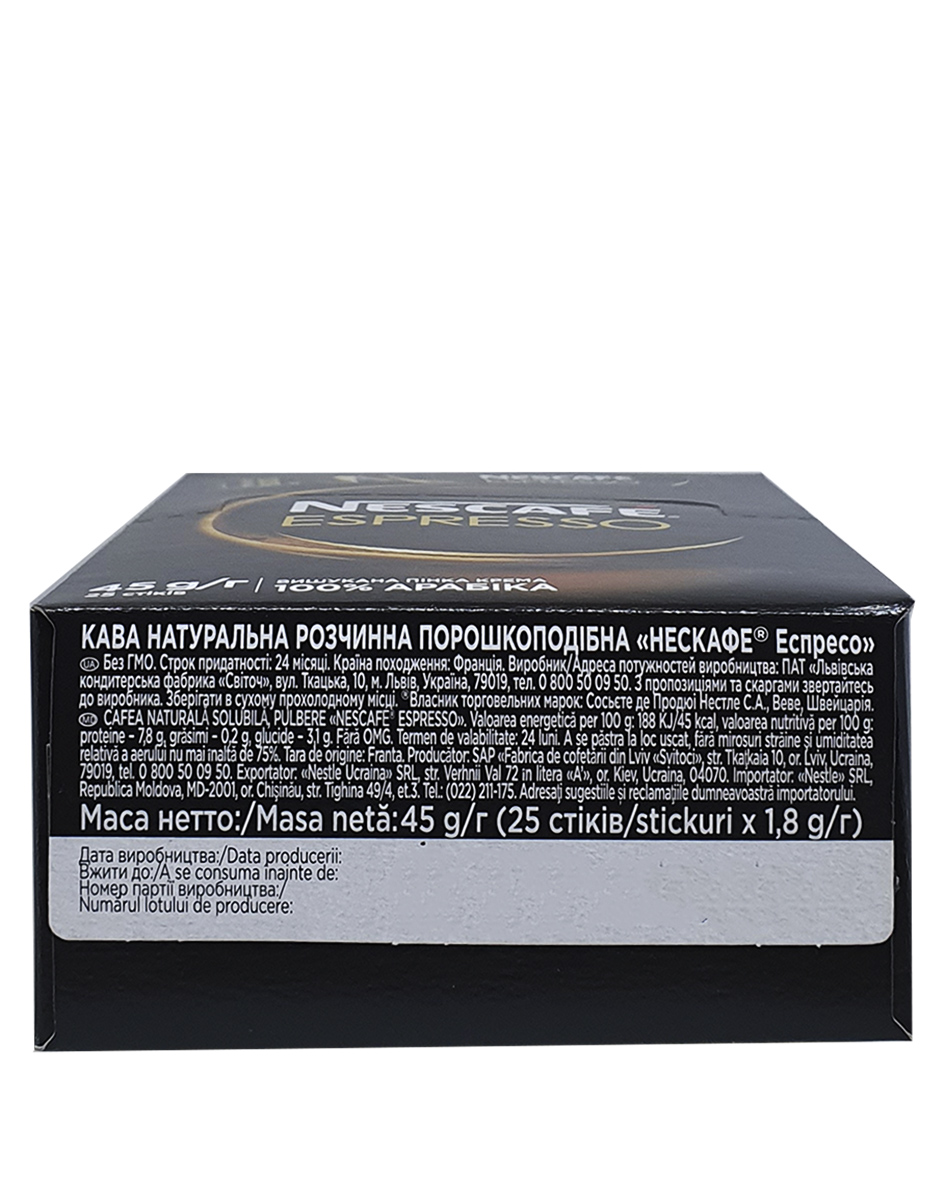 NESCAFÉ
ESPRESSO
45 g/г | ВИШУКАНА ПІНКА КРЕМА
25 СТІКІВ 100% АРАБІКА
КАВА НАТУРАЛЬНА РОЗЧИННА ПОРОШКОПОДІБНА «НЕСКАФЕ® Еспресо»
UA Без ГМО. Строк придатності: 24 місяці. Країна походження: Франція. Виробник/Адреса потужностей виробництва: ПАТ «Львівська
кондитерська фабрика «Світоч», вул. Ткацька, 10, м. Львів, Україна, 79019, тел. 0 800 50 09 50. З пропозиціями та скаргами звертайтесь
до виробника. Зберігати в сухому прохолодному місці. ®Власник торговельних марок: Сосьєте де Продюї Нестле С.А., Веве, Швейцарія.
MD CAFEA NATURALĂ SOLUBILĂ, PULBERE «NESCAFÉ® ESPRESSO». Valoarea energetică per 100 g: 188 KJ/45 kcal, valoarea nutritivă per 100 g:
proteine - 7,8 g, grăsimi - 0,2 g, glucide - 3,1 g. Fără OMG. Termen de valabilitate: 24 luni. A se păstra la loc uscat, fără mirosuri străine și umiditatea
relativă a aerului nu mai înaltă de 75%. Țara de origine: Franta. Producător: SAP «Fabrica de cofetări din Lviv «Svitoci», str. Tkațkaia 10, or. Lviv, Ucraina,
79019, tel. 0 800 50 09 50. Exportator: «Nestle Ucraina» SRL, str. Verhnii Val 72 in litera «A», or. Kiev, Ucraina, 04070. Importator: «Nestle» SRL,
Republica Moldova, MD-2001, or. Chișinău, str. Tighina 49/4, et.3. Tel.: (022) 211-175. Adresați sugestiile și reclamațiile dumneavoastră importatorului.
Маса нетто:/Masa netă: 45 g/г (25 стіків/stickuri x 1,8 g/г)
Дата виробництва:/Data producerii:
Вжити до:/A se consuma înainte de:
Номер партії виробництва:/
Numărul lotului de producere: